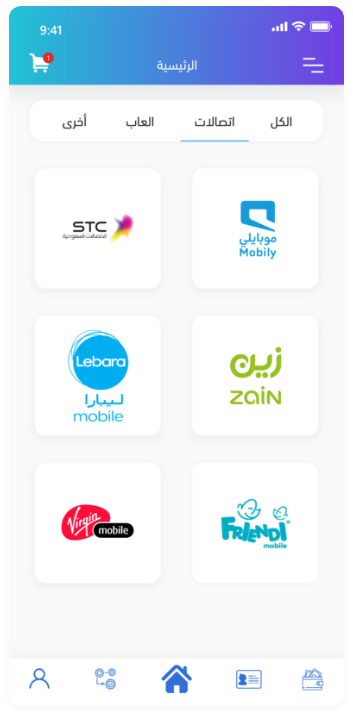 9:41
1
الرئيسية
الكل
اتصالات
العاب
أخرى
موبايلي
Mobily
STC
الاتصالات السعودية
زين
zain
Lebara
ليبارا
mobile
FRiENDi
mobile
Virgin
mobile